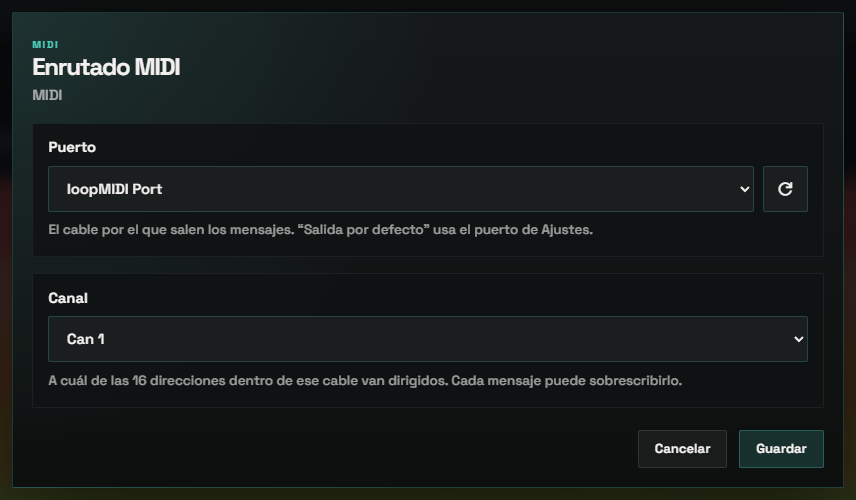 MIDI
Enrutado MIDI
MIDI
Puerto
loopMIDI Port
El cable por el que salen los mensajes. “Salida por defecto” usa el puerto de Ajustes.
Canal
Can 1
A cuál de las 16 direcciones dentro de ese cable van dirigidos. Cada mensaje puede sobrescribirlo.
Cancelar
Guardar